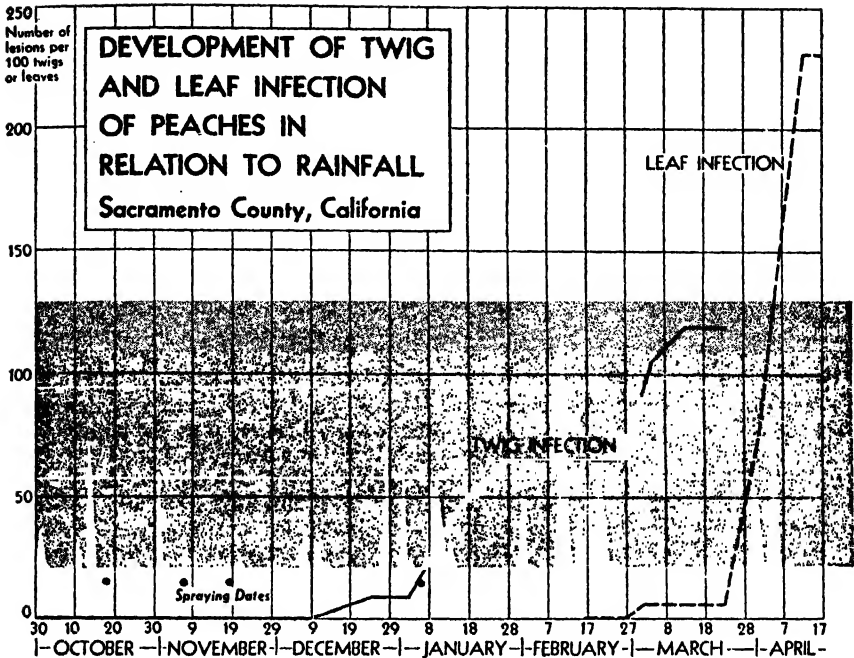 250
Number of
lesions per
100 twigs
or leaves
DEVELOPMENT OF TWIG
AND LEAF INFECTION
OF PEACHES IN
RELATION TO RAINFALL
Sacramento County, California
200
LEAF INFECTION
150
100
TWIG INFECTION
50
Spraying Dates
0
30 10 20 30 9 19 29 9 19 29 8 18 28 7 17 27 8 18 28 7 17
OCTOBER NOVEMBER DECEMBER JANUARY FEBRUARY MARCH APRIL